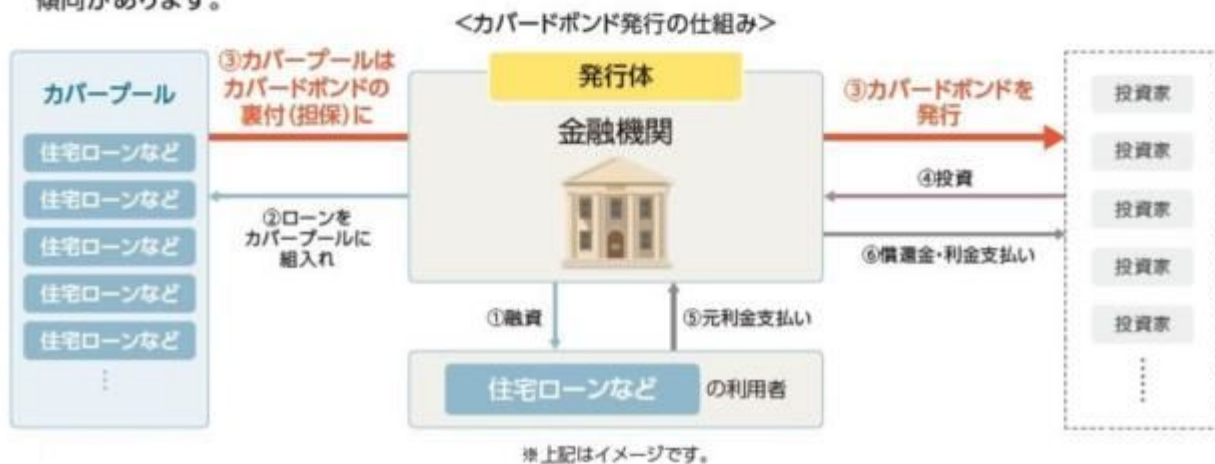 傾向があります。
<カバードボンド発行の仕組み>
カバープール
住宅ローンなど
住宅ローンなど
住宅ローンなど
住宅ローンなど
住宅ローンなど
③カバープールは
カバードボンドの
裏付(担保)に
②ローンを
カバープールに
組入れ
発行体
金融機関
①融資
⑤元利金支払い
住宅ローンなど の利用者
③カバードボンドを
発行
④投資
⑥償還金・利金支払い
投資家
投資家
投資家
投資家
投資家
※上記はイメージです。